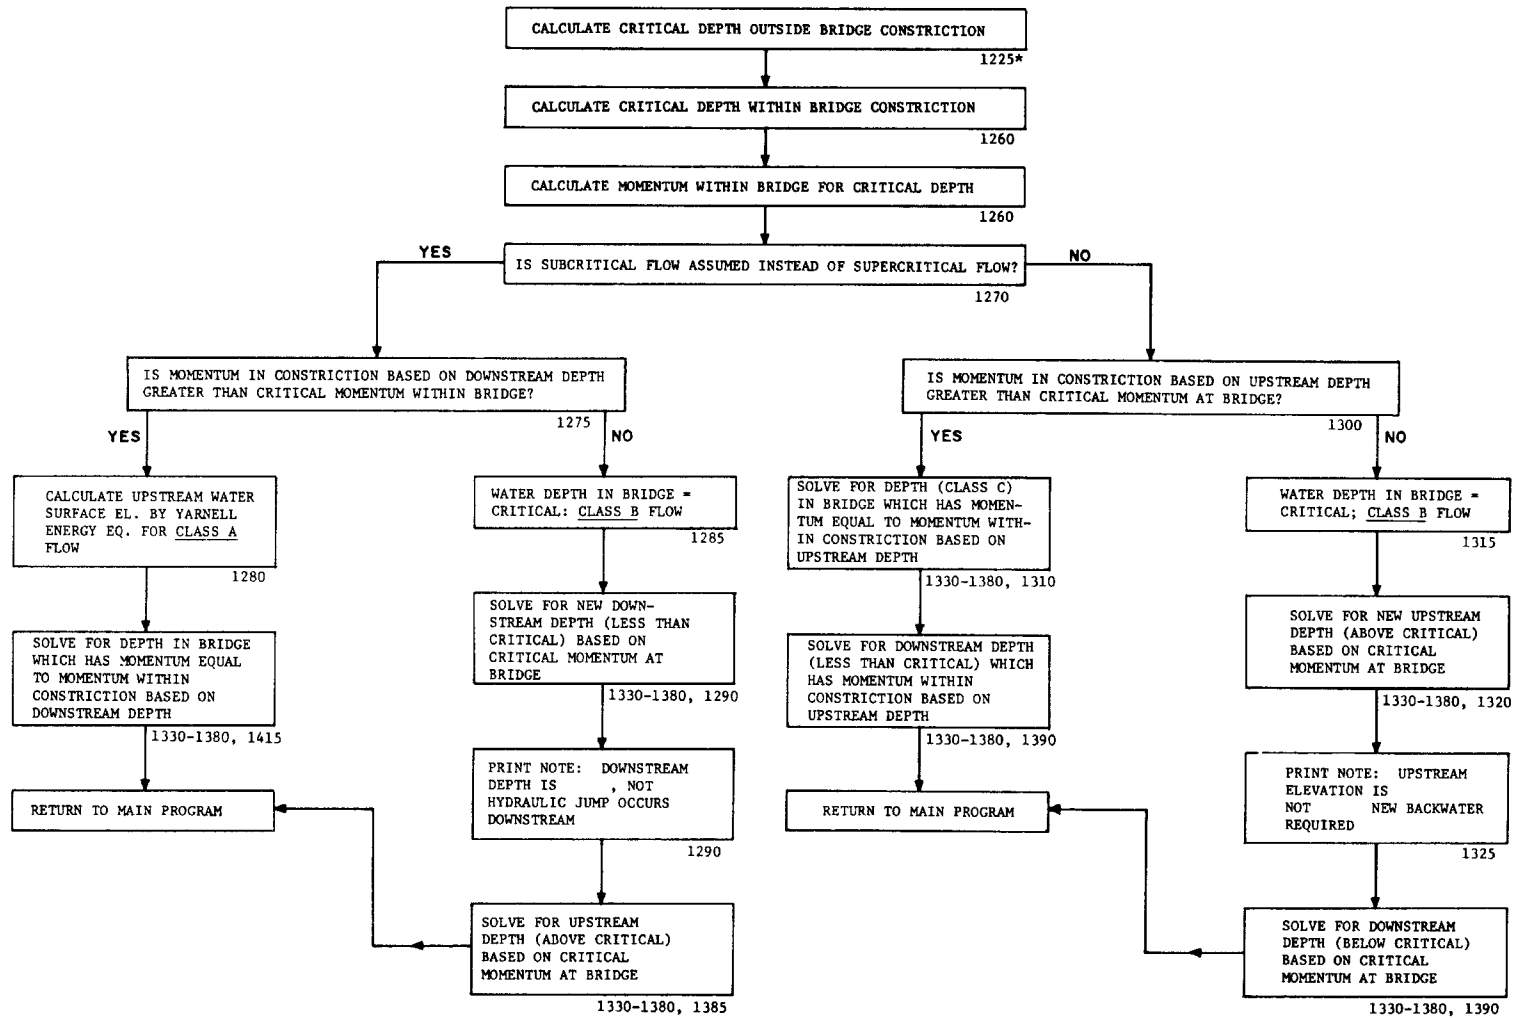 CALCULATE CRITICAL DEPTH OUTSIDE BRIDGE CONSTRICTION
1225*
CALCULATE CRITICAL DEPTH WITHIN BRIDGE CONSTRICTION
1260
CALCULATE MOMENTUM WITHIN BRIDGE FOR CRITICAL DEPTH
1260
IS SUBCRITICAL FLOW ASSUMED INSTEAD OF SUPERCRITICAL FLOW?
1270
YES
NO
IS MOMENTUM IN CONSTRICTION BASED ON DOWNSTREAM DEPTH
GREATER THAN CRITICAL MOMENTUM WITHIN BRIDGE?
1275
YES
NO
CALCULATE UPSTREAM WATER
SURFACE EL. BY YARNELL
ENERGY EQ. FOR CLASS A
FLOW
1280
SOLVE FOR DEPTH IN BRIDGE
WHICH HAS MOMENTUM EQUAL
TO MOMENTUM WITHIN
CONSTRICTION BASED ON
DOWNSTREAM DEPTH
1330-1380, 1415
RETURN TO MAIN PROGRAM
WATER DEPTH IN BRIDGE =
CRITICAL: CLASS B FLOW
1285
SOLVE FOR NEW DOWN-
STREAM DEPTH (LESS THAN
CRITICAL) BASED ON
CRITICAL MOMENTUM AT
BRIDGE
1330-1380, 1290
PRINT NOTE: DOWNSTREAM
DEPTH IS , NOT
HYDRAULIC JUMP OCCURS
DOWNSTREAM
1290
SOLVE FOR UPSTREAM
DEPTH (ABOVE CRITICAL)
BASED ON CRITICAL
MOMENTUM AT BRIDGE
1330-1380, 1385
IS MOMENTUM IN CONSTRICTION BASED ON UPSTREAM DEPTH
GREATER THAN CRITICAL MOMENTUM AT BRIDGE?
1300
YES
NO
SOLVE FOR DEPTH (CLASS C)
IN BRIDGE WHICH HAS MOMEN-
TUM EQUAL TO MOMENTUM WITH-
IN CONSTRICTION BASED ON
UPSTREAM DEPTH
1330-1380, 1310
SOLVE FOR DOWNSTREAM DEPTH
(LESS THAN CRITICAL) WHICH
HAS MOMENTUM WITHIN
CONSTRICTION BASED ON
UPSTREAM DEPTH
1330-1380, 1390
RETURN TO MAIN PROGRAM
WATER DEPTH IN BRIDGE =
CRITICAL; CLASS B FLOW
1315
SOLVE FOR NEW UPSTREAM
DEPTH (ABOVE CRITICAL)
BASED ON CRITICAL
MOMENTUM AT BRIDGE
1330-1380, 1320
PRINT NOTE: UPSTREAM
ELEVATION IS
NOT NEW BACKWATER
REQUIRED
1325
SOLVE FOR DOWNSTREAM
DEPTH (BELOW CRITICAL)
BASED ON CRITICAL
MOMENTUM AT BRIDGE
1330-1380, 1390